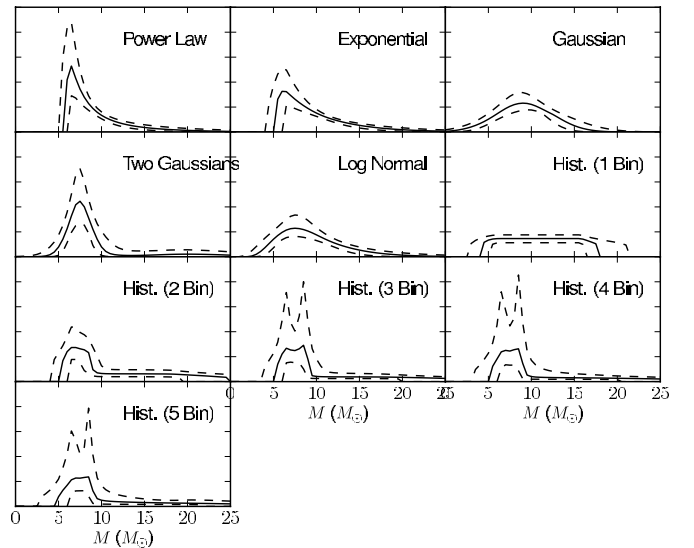 Power Law
Exponential
Gaussian
Two Gaussians
Log Normal
Hist. (1 Bin)
Hist. (2 Bin)
Hist. (3 Bin)
Hist. (4 Bin)
0 5 10 15 20 25 5 10 15 20 25
M (M☉)
M (M☉)
Hist. (5 Bin)
0 5 10 15 20 25
M (M☉)